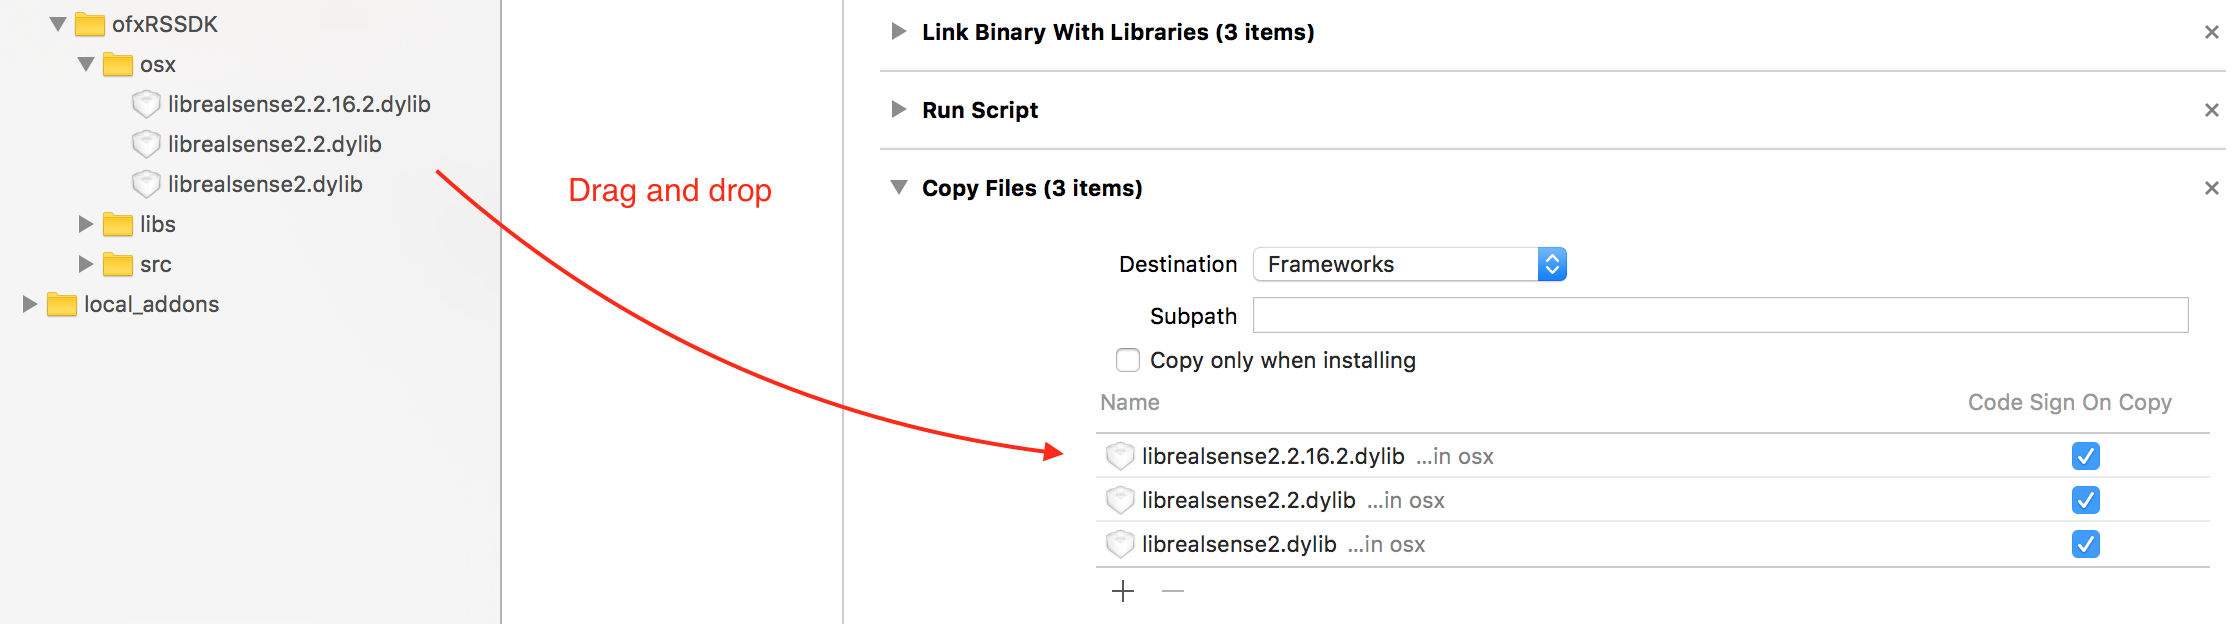 ofxRSSDK
osx
librealsense2.2.16.2.dylib
librealsense2.2.dylib
librealsense2.dylib
libs
src
local_addons
Drag and drop
Link Binary With Libraries (3 items)
Run Script
Copy Files (3 items)
Destination Frameworks
Subpath
Copy only when installing
Name Code Sign On Copy
librealsense2.2.16.2.dylib ...in osx
librealsense2.2.dylib ...in osx
librealsense2.dylib ...in osx